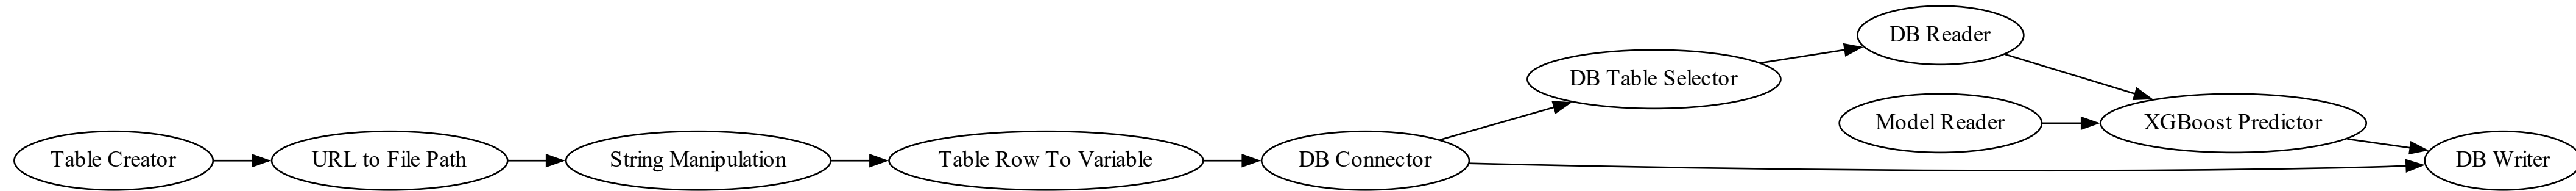 Table Creator
URL to File Path
String Manipulation
Table Row To Variable
DB Connector
DB Table Selector
DB Reader
Model Reader
XGBoost Predictor
DB Writer